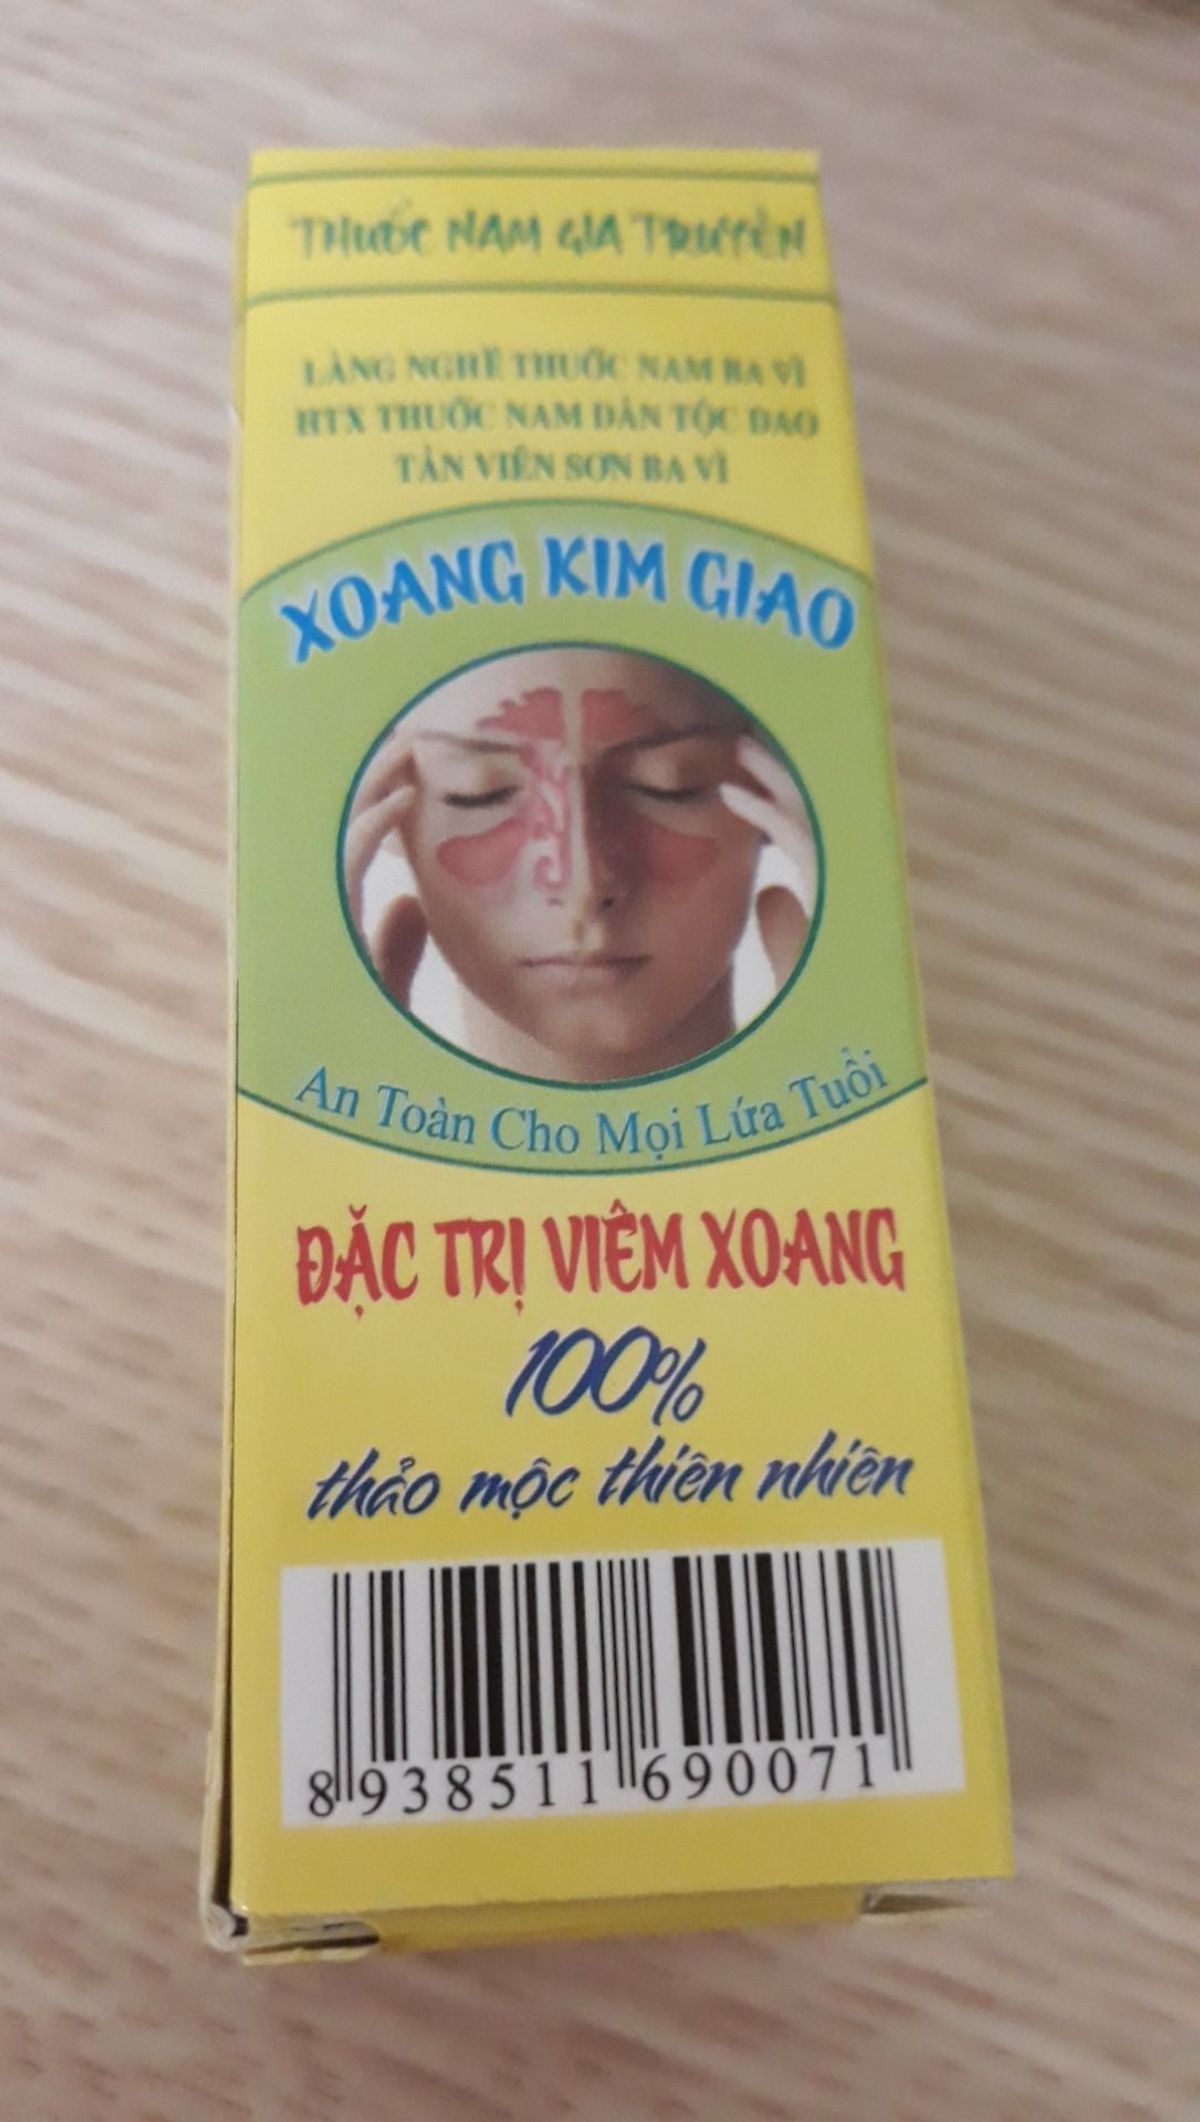 THUỐC NAM GIA TRUYỀN
LÀNG NGHỀ THUỐC NAM BA VÌ
HTX THUỐC NAM DÂN TỘC DAO
TẢN VIÊN SƠN BA VÌ
XOANG KIM GIAO
An Toàn Cho Mọi Lứa Tuổi
ĐẶC TRỊ VIÊM XOANG
100%
thảo mộc thiên nhiên
8 938511 690071